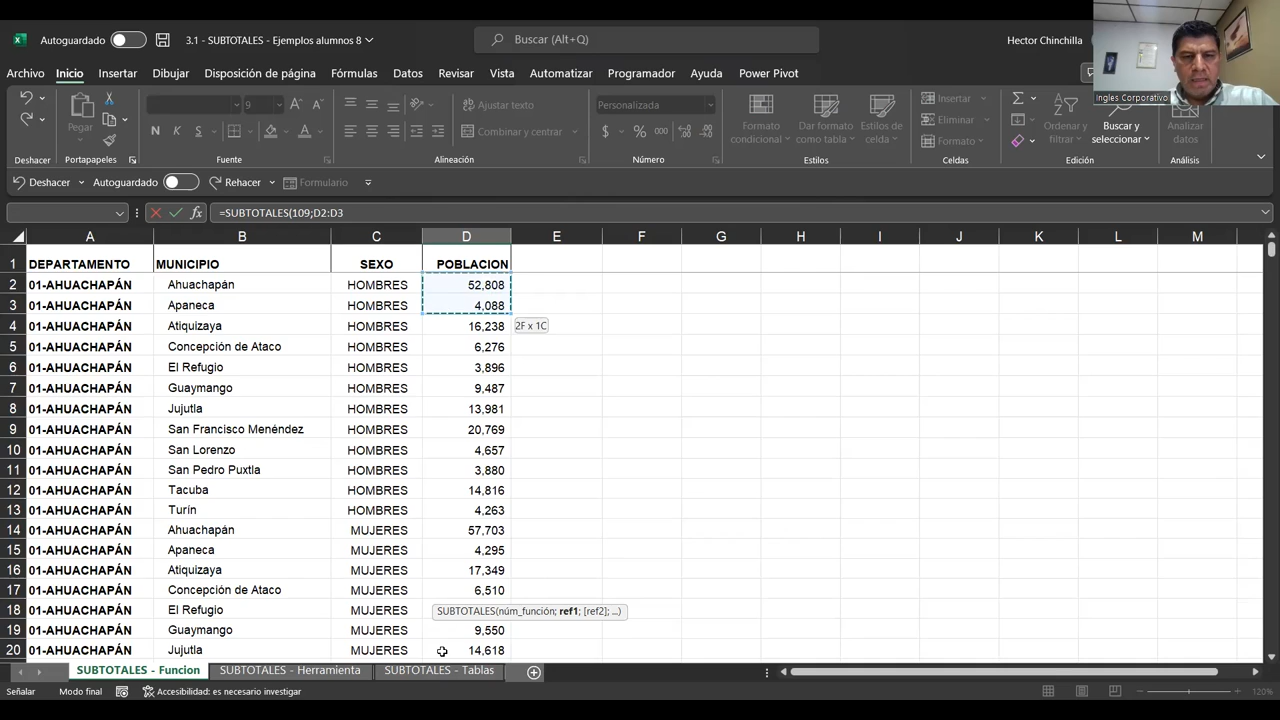 Autoguardado
3.1 - SUBTOTALES - Ejemplos alumnos 8
Buscar (Alt+Q)
Hector Chinchilla
Ingles Corporativo
Archivo Inicio Insertar Dibujar Disposición de página Fórmulas Datos Revisar Vista Automatizar Programador Ayuda Power Pivot
Pegar
9
Ajustar texto
Combinar y centrar
Personalizada
Formato condicional
Dar formato como tabla
Estilos de celda
Insertar
Eliminar
Formato
Ordenar y filtrar
Buscar y seleccionar
Analizar datos
Deshacer Portapapeles Fuente Alineación Número Estilos Celdas Edición Análisis
Deshacer Autoguardado Rehacer Formulario
=SUBTOTALES(109;D2:D3
A B C D E F G H I J K L M
1 DEPARTAMENTO MUNICIPIO SEXO POBLACION
2 01-AHUACHAPÁN Ahuachapán HOMBRES 52,808
3 01-AHUACHAPÁN Apaneca HOMBRES 4,088
4 01-AHUACHAPÁN Atiquizaya HOMBRES 16,238 2F x 1C
5 01-AHUACHAPÁN Concepción de Ataco HOMBRES 6,276
6 01-AHUACHAPÁN El Refugio HOMBRES 3,896
7 01-AHUACHAPÁN Guaymango HOMBRES 9,487
8 01-AHUACHAPÁN Jujutla HOMBRES 13,981
9 01-AHUACHAPÁN San Francisco Menéndez HOMBRES 20,769
10 01-AHUACHAPÁN San Lorenzo HOMBRES 4,657
11 01-AHUACHAPÁN San Pedro Puxtla HOMBRES 3,880
12 01-AHUACHAPÁN Tacuba HOMBRES 14,816
13 01-AHUACHAPÁN Turín HOMBRES 4,263
14 01-AHUACHAPÁN Ahuachapán MUJERES 57,703
15 01-AHUACHAPÁN Apaneca MUJERES 4,295
16 01-AHUACHAPÁN Atiquizaya MUJERES 17,349
17 01-AHUACHAPÁN Concepción de Ataco MUJERES 6,510
18 01-AHUACHAPÁN El Refugio MUJERES SUBTOTALES(núm_función; ref1; [ref2]; ...)
19 01-AHUACHAPÁN Guaymango MUJERES 9,550
20 01-AHUACHAPÁN Jujutla MUJERES 14,618
SUBTOTALES - Funcion SUBTOTALES - Herramienta SUBTOTALES - Tablas
Señalar Modo final Accesibilidad: es necesario investigar 120%